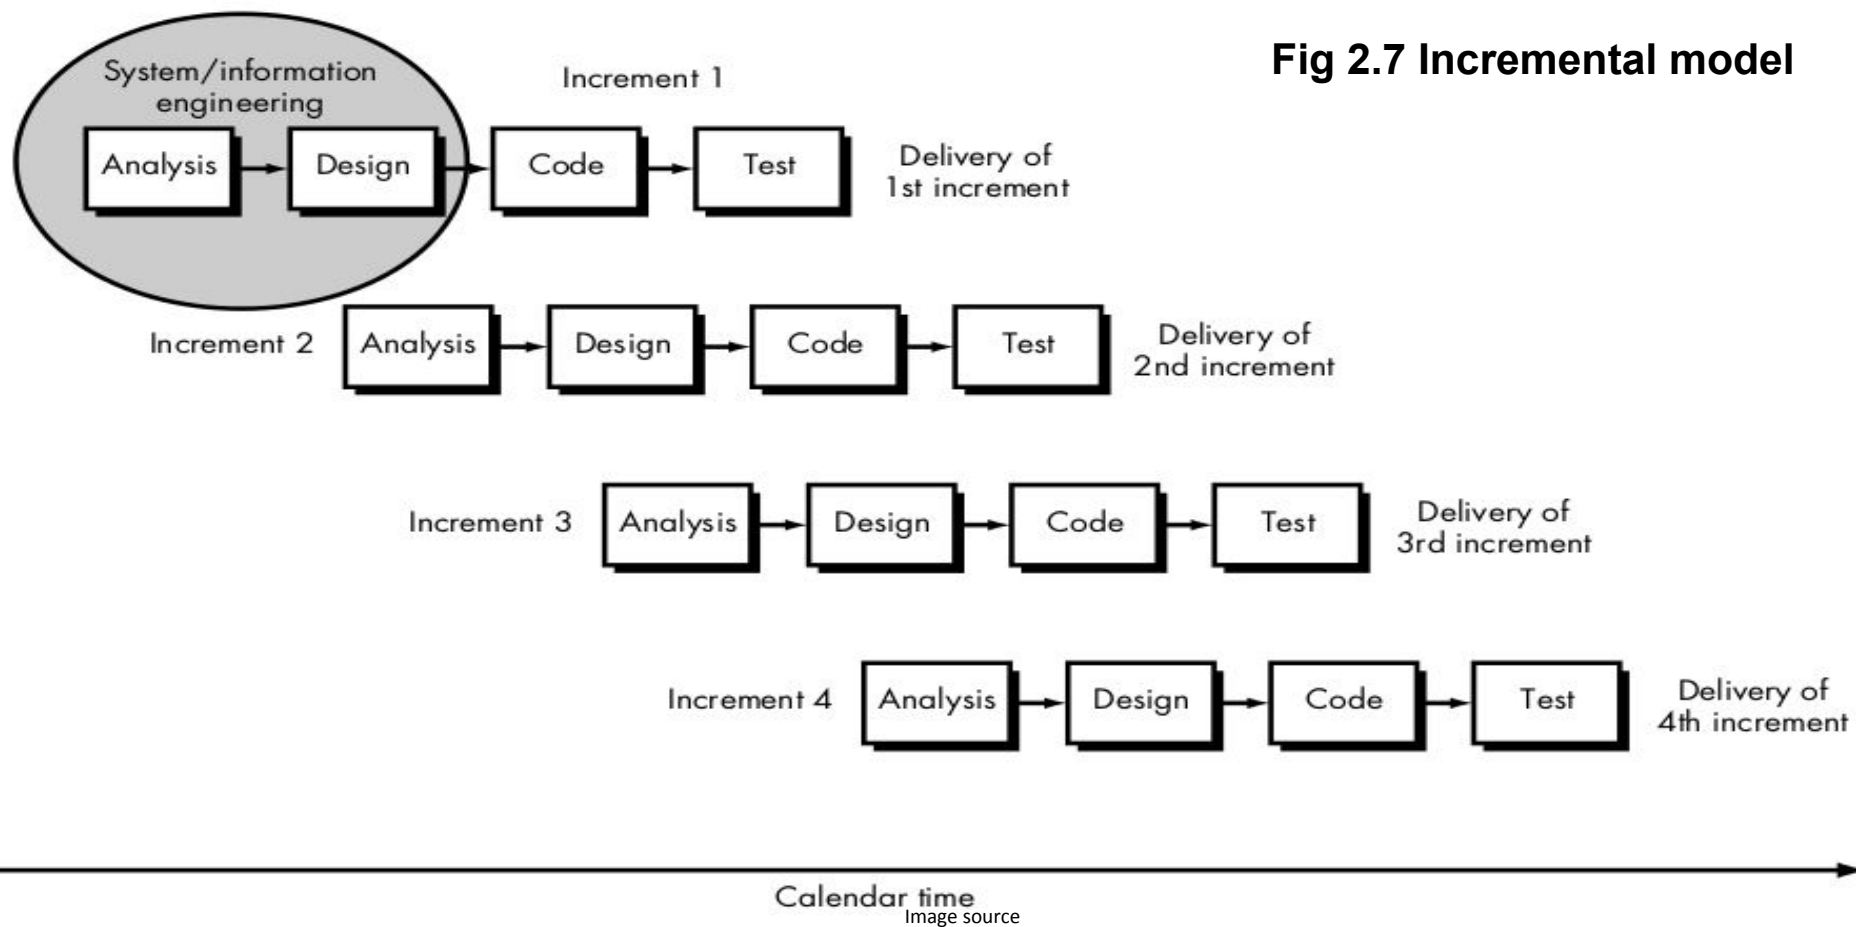 Fig 2.7 Incremental model
System/information
engineering
Increment 1
Analysis
Design
Code
Test
Delivery of
1st increment
Increment 2
Analysis
Design
Code
Test
Delivery of
2nd increment
Increment 3
Analysis
Design
Code
Test
Delivery of
3rd increment
Increment 4
Analysis
Design
Code
Test
Delivery of
4th increment
Calendar time
Image source